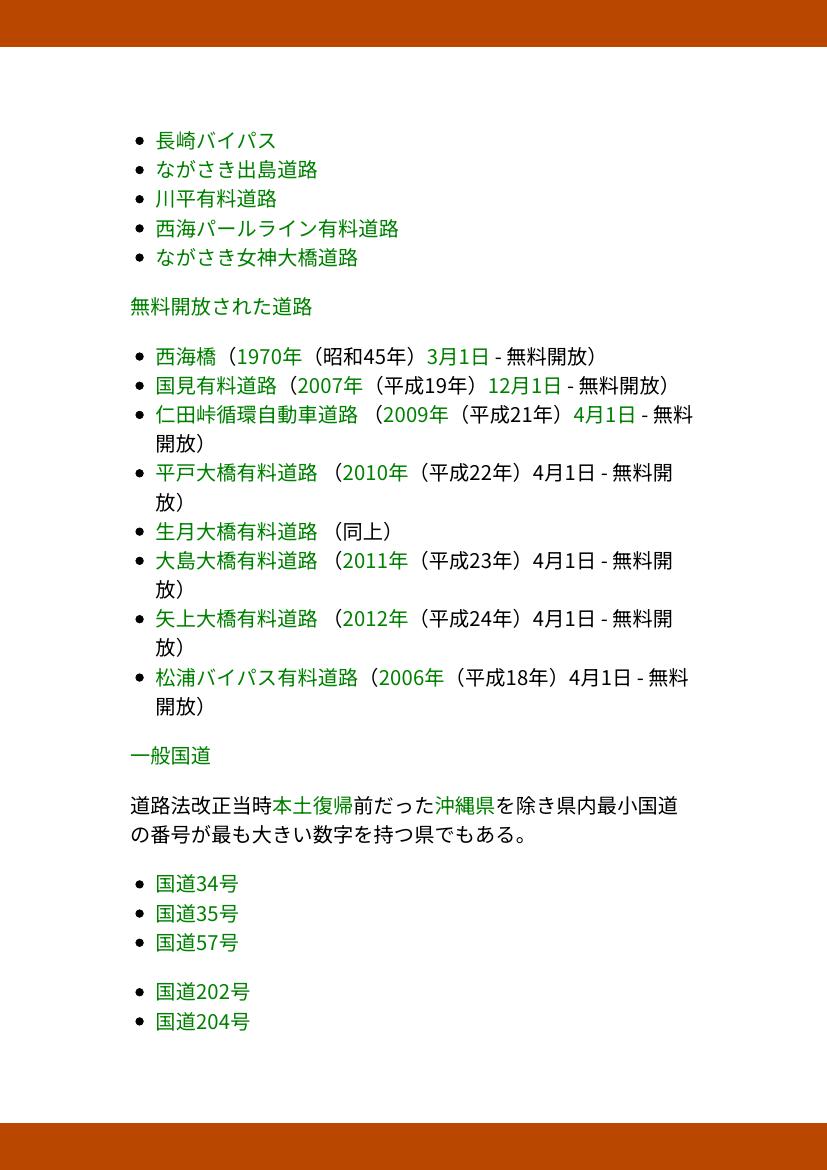 長崎バイパス
ながさき出島道路
川平有料道路
西海パールライン有料道路
ながさき女神大橋道路
無料開放された道路
西海橋（1970年（昭和45年）3月1日 - 無料開放）
国見有料道路（2007年（平成19年）12月1日 - 無料開放）
仁田峠循環自動車道路 （2009年（平成21年）4月1日 - 無料
開放）
平戸大橋有料道路 （2010年（平成22年）4月1日 - 無料開
放）
生月大橋有料道路 （同上）
大島大橋有料道路 （2011年（平成23年）4月1日 - 無料開
放）
矢上大橋有料道路 （2012年（平成24年）4月1日 - 無料開
放）
松浦バイパス有料道路（2006年（平成18年）4月1日 - 無料
開放）
一般国道
道路法改正当時本土復帰前だった沖縄県を除き県内最小国道
の番号が最も大きい数字を持つ県でもある。
国道34号
国道35号
国道57号
国道202号
国道204号